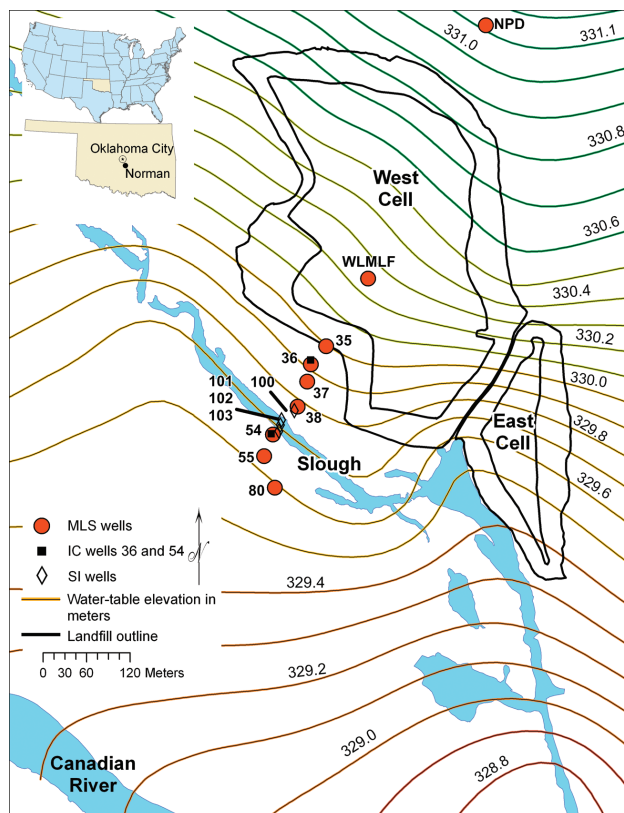 NPD
331.0
331.1
Oklahoma City
Norman
330.8
West
Cell
330.6
WLMLF
330.4
330.2
35
36
330.0
101
100
37
102
103
38
329.8
54
East
Cell
Slough
55
329.6
80
MLS wells
IC wells 36 and 54
N
SI wells
329.4
Water-table elevation in
meters
Landfill outline
0 30 60 120 Meters
329.2
329.0
Canadian
River
328.8